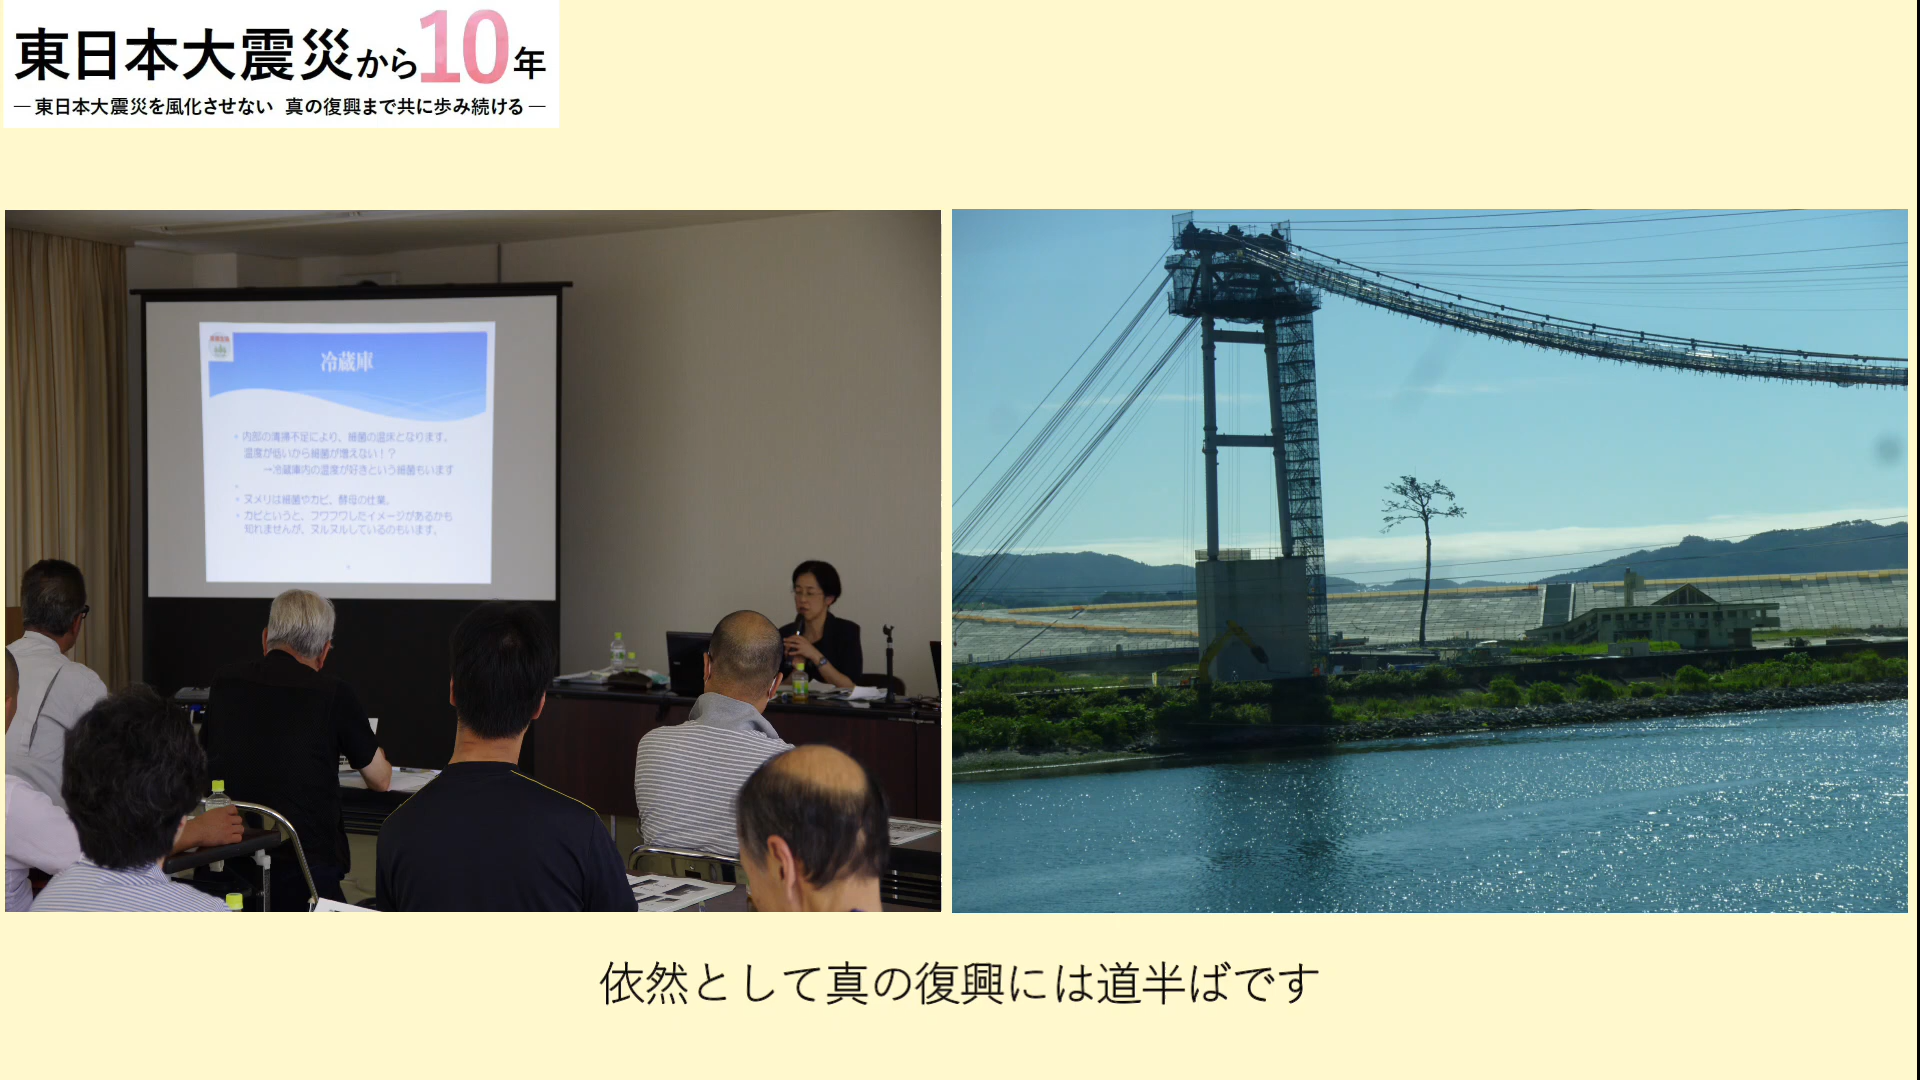 東日本大震災から10年
― 東日本大震災を風化させない 真の復興まで共に歩み続ける ―
冷蔵庫
・内部の清掃不足により、細菌の温床となります。
温度が低いから細菌が増えない！？
→冷蔵庫内の温度が好きという細菌もいます
・ヌメリは細菌やカビ、酵母の仕業。
・カビというと、フワフワしたイメージがあるかも
知れませんが、ヌルヌルしているのもいます。
依然として真の復興には道半ばです